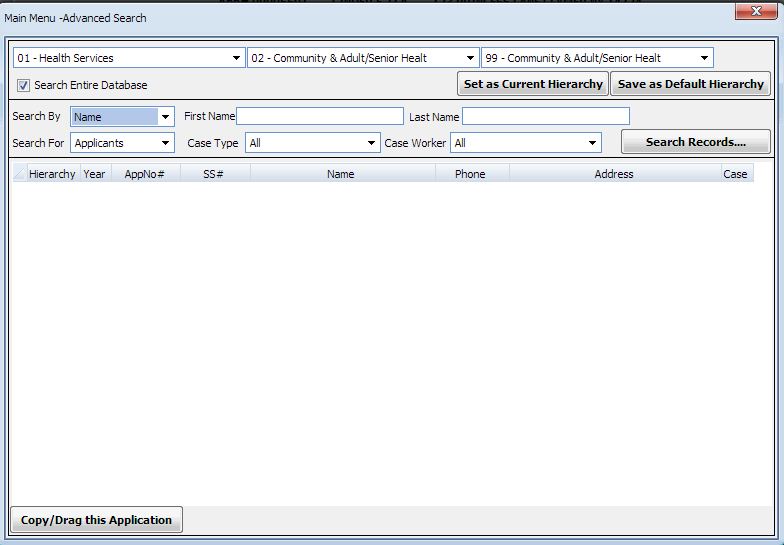 Main Menu -Advanced Search
01 - Health Services 02 - Community & Adult/Senior Healt 99 - Community & Adult/Senior Healt
Search Entire Database Set as Current Hierarchy Save as Default Hierarchy
Search By Name First Name Last Name
Search For Applicants Case Type All Case Worker All Search Records....
Hierarchy Year AppNo# SS# Name Phone Address Case
Copy/Drag this Application